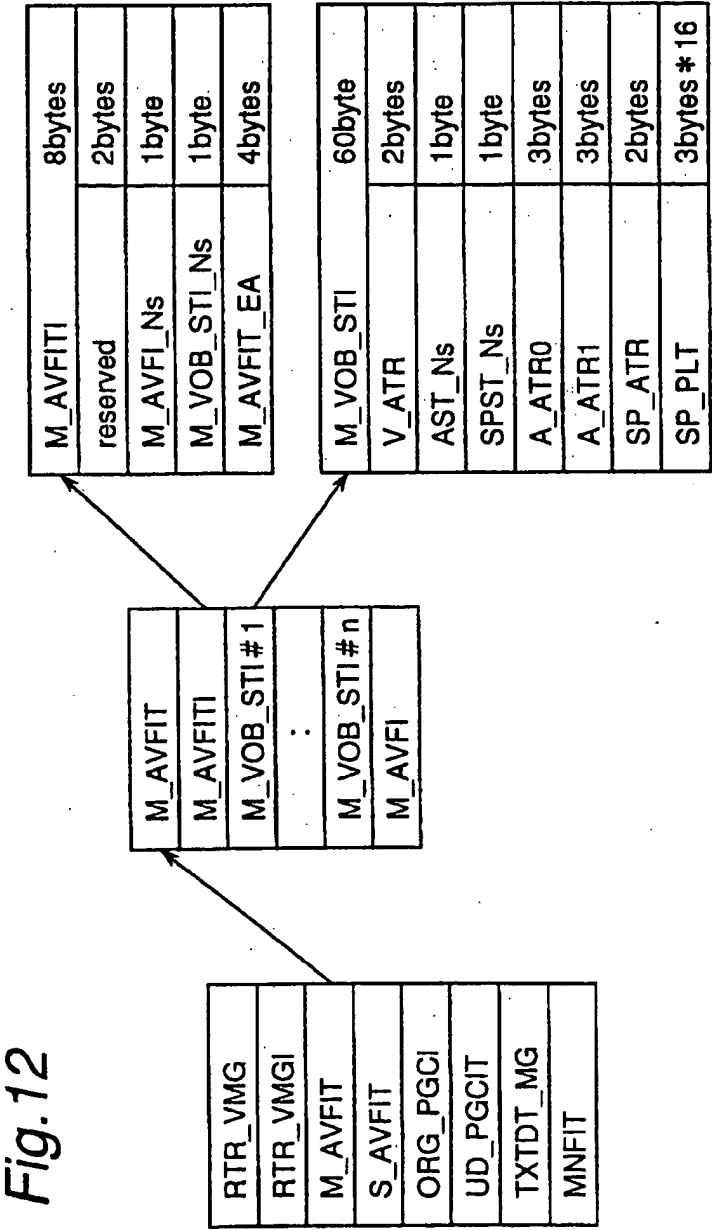 Fig.12
RTR_VMG
RTR_VMGI
M_AVFIT
S_AVFIT
ORG_PGCI
UD_PGCIT
TXTDT_MG
MNFIT
M_AVFIT
M_AVFITI
M_VOB_STI#1
:
M_VOB_STI#n
M_AVFI
M_AVFITI 8bytes
reserved 2bytes
M_AVFI_Ns 1byte
M_VOB_STI_Ns 1byte
M_AVFIT_EA 4bytes
M_VOB_STI 60byte
V_ATR 2bytes
AST_Ns 1byte
SPST_Ns 1byte
A_ATR0 3bytes
A_ATR1 3bytes
SP_ATR 2bytes
SP_PLT 3bytes*16